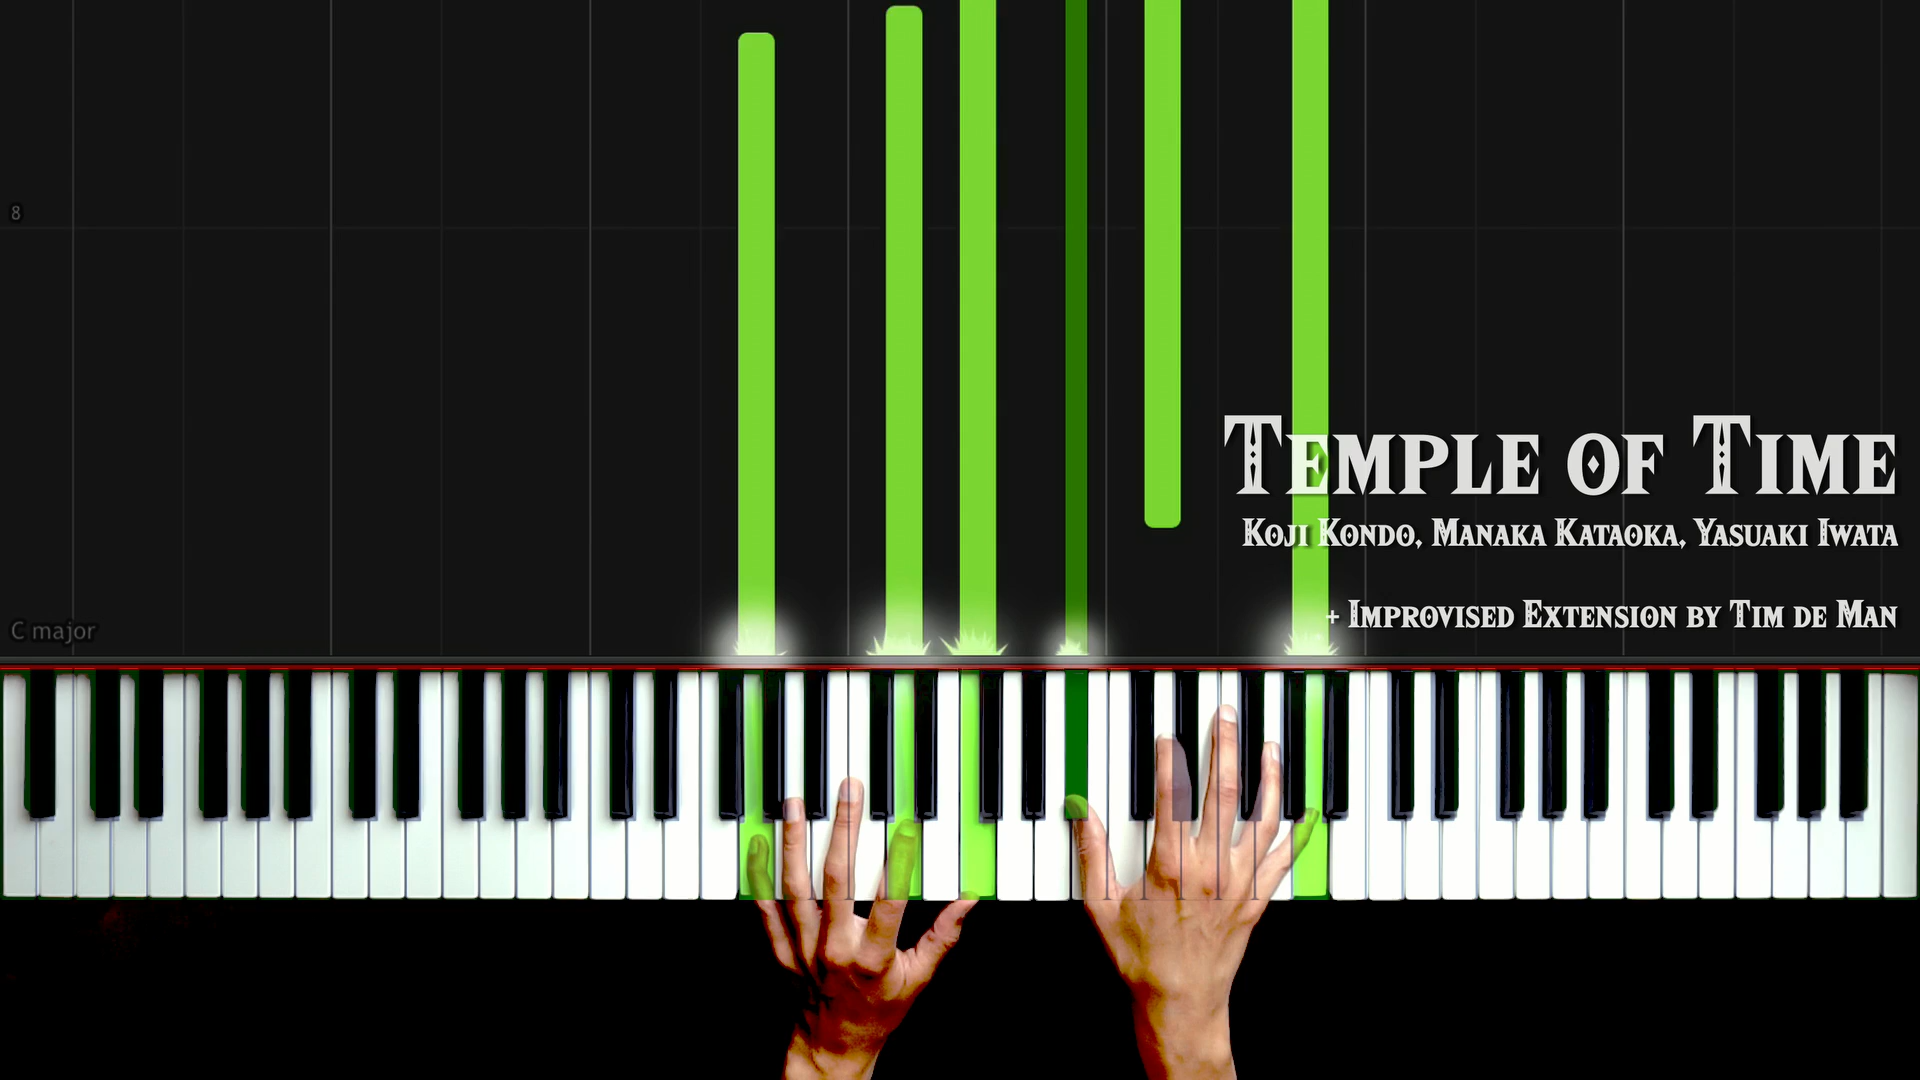 8
Temple of Time
Koji Kondo, Manaka Kataoka, Yasuaki Iwata
+ Improvised Extension by Tim de Man
C major